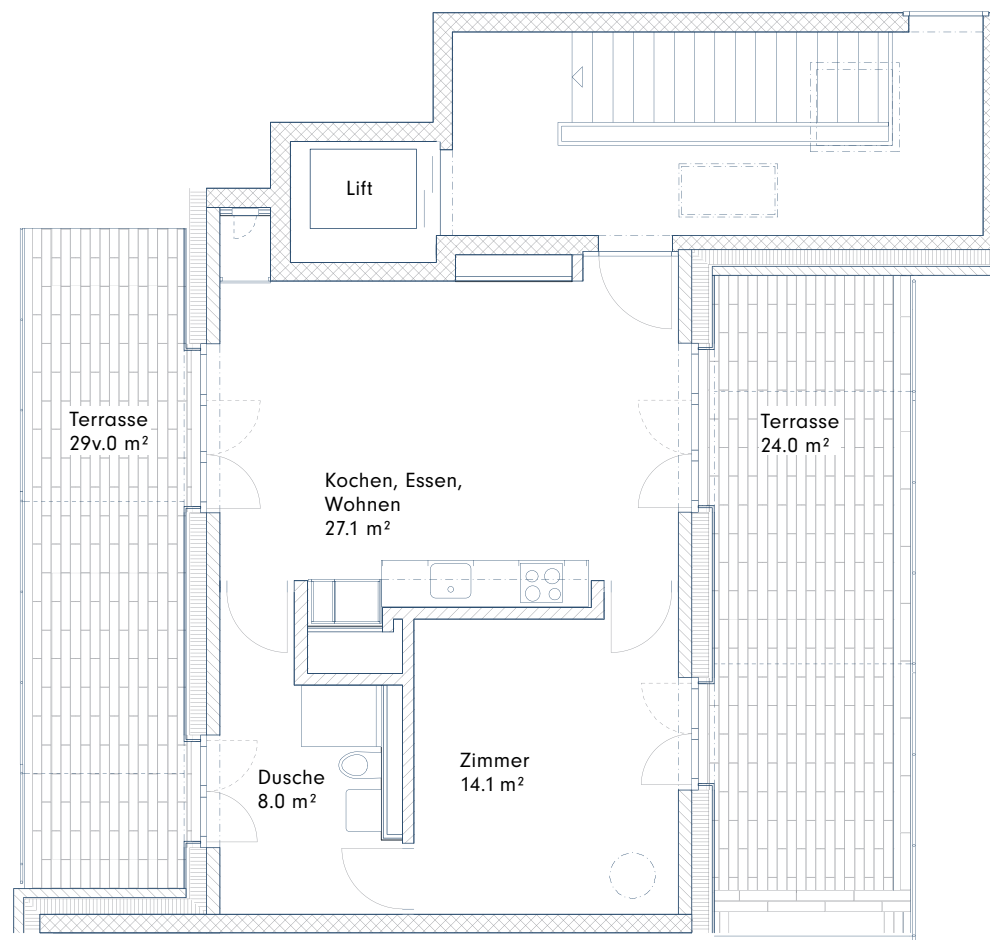 Lift
Terrasse
29v.0 m²
Terrasse
24.0 m²
Kochen, Essen,
Wohnen
27.1 m²
Dusche
8.0 m²
Zimmer
14.1 m²